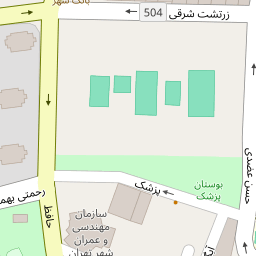 بانک شهر
زرتشت شرقی
504
حسن عضدی
بوستان
پزشک
پزشک
رحمتی بهم
حافظ
سازمان
مهندسی
و عمران
شهر تهران